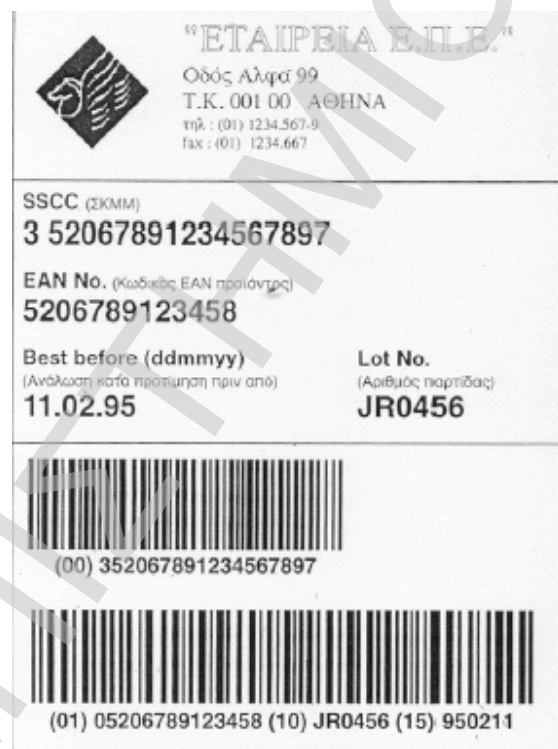 "ΕΤΑΙΡΕΙΑ Ε.Π.Ε."
Οδός Αλφα 99
Τ.Κ. 001 00 ΑΘΗΝΑ
τηλ : (01) 1234.567-9
fax : (01) 1234.667
SSCC (ΣΚΜΜ)
3 52067891234567897
EAN No. (Κωδικός EAN προϊόντος)
5206789123458
Best before (ddmmyy) Lot No.
(Ανάλωση κατά προτίμηση πριν από) (Αριθμός παρτίδας)
11.02.95 JR0456
(00) 352067891234567897
(01) 05206789123458 (10) JR0456 (15) 950211